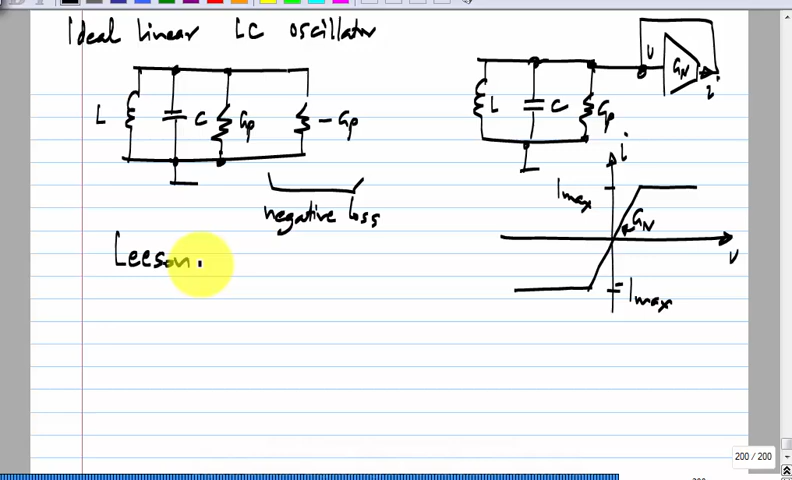 Ideal linear LC oscillator
L C Gp -Gp
L C Gp
v GN i
negative loss
i
Imax
GN
v
-Imax
Leeson.
200 / 200